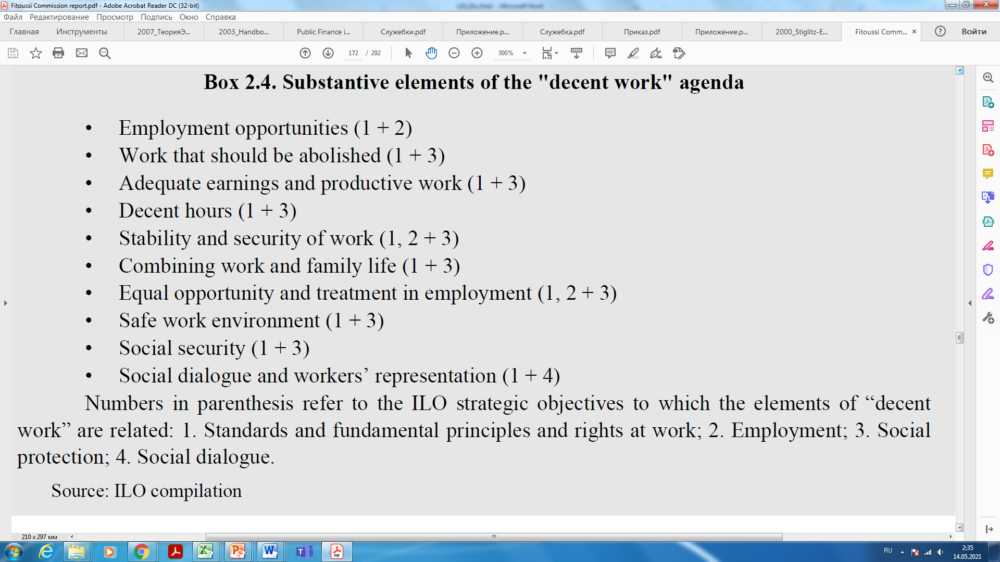 Fitoussi Commission report.pdf - Adobe Acrobat Reader DC (32-bit)
Файл Редактирование Просмотр Подпись Окно Справка
Главная Инструменты 2007_ТеорияЭ... 2003_Handbo... Public Finance i... Служебки.pdf Приложение.p... Служебка.pdf Приказ.pdf Приложение.p... 2000_Stiglitz-E... Fitoussi Comm... × Войти
172 / 292 300%
Box 2.4. Substantive elements of the "decent work" agenda
• Employment opportunities (1 + 2)
• Work that should be abolished (1 + 3)
• Adequate earnings and productive work (1 + 3)
• Decent hours (1 + 3)
• Stability and security of work (1, 2 + 3)
• Combining work and family life (1 + 3)
• Equal opportunity and treatment in employment (1, 2 + 3)
• Safe work environment (1 + 3)
• Social security (1 + 3)
• Social dialogue and workers’ representation (1 + 4)
Numbers in parenthesis refer to the ILO strategic objectives to which the elements of “decent
work” are related: 1. Standards and fundamental principles and rights at work; 2. Employment; 3. Social
protection; 4. Social dialogue.
Source: ILO compilation
210 x 297 мм
RU 2:35
14.05.2021